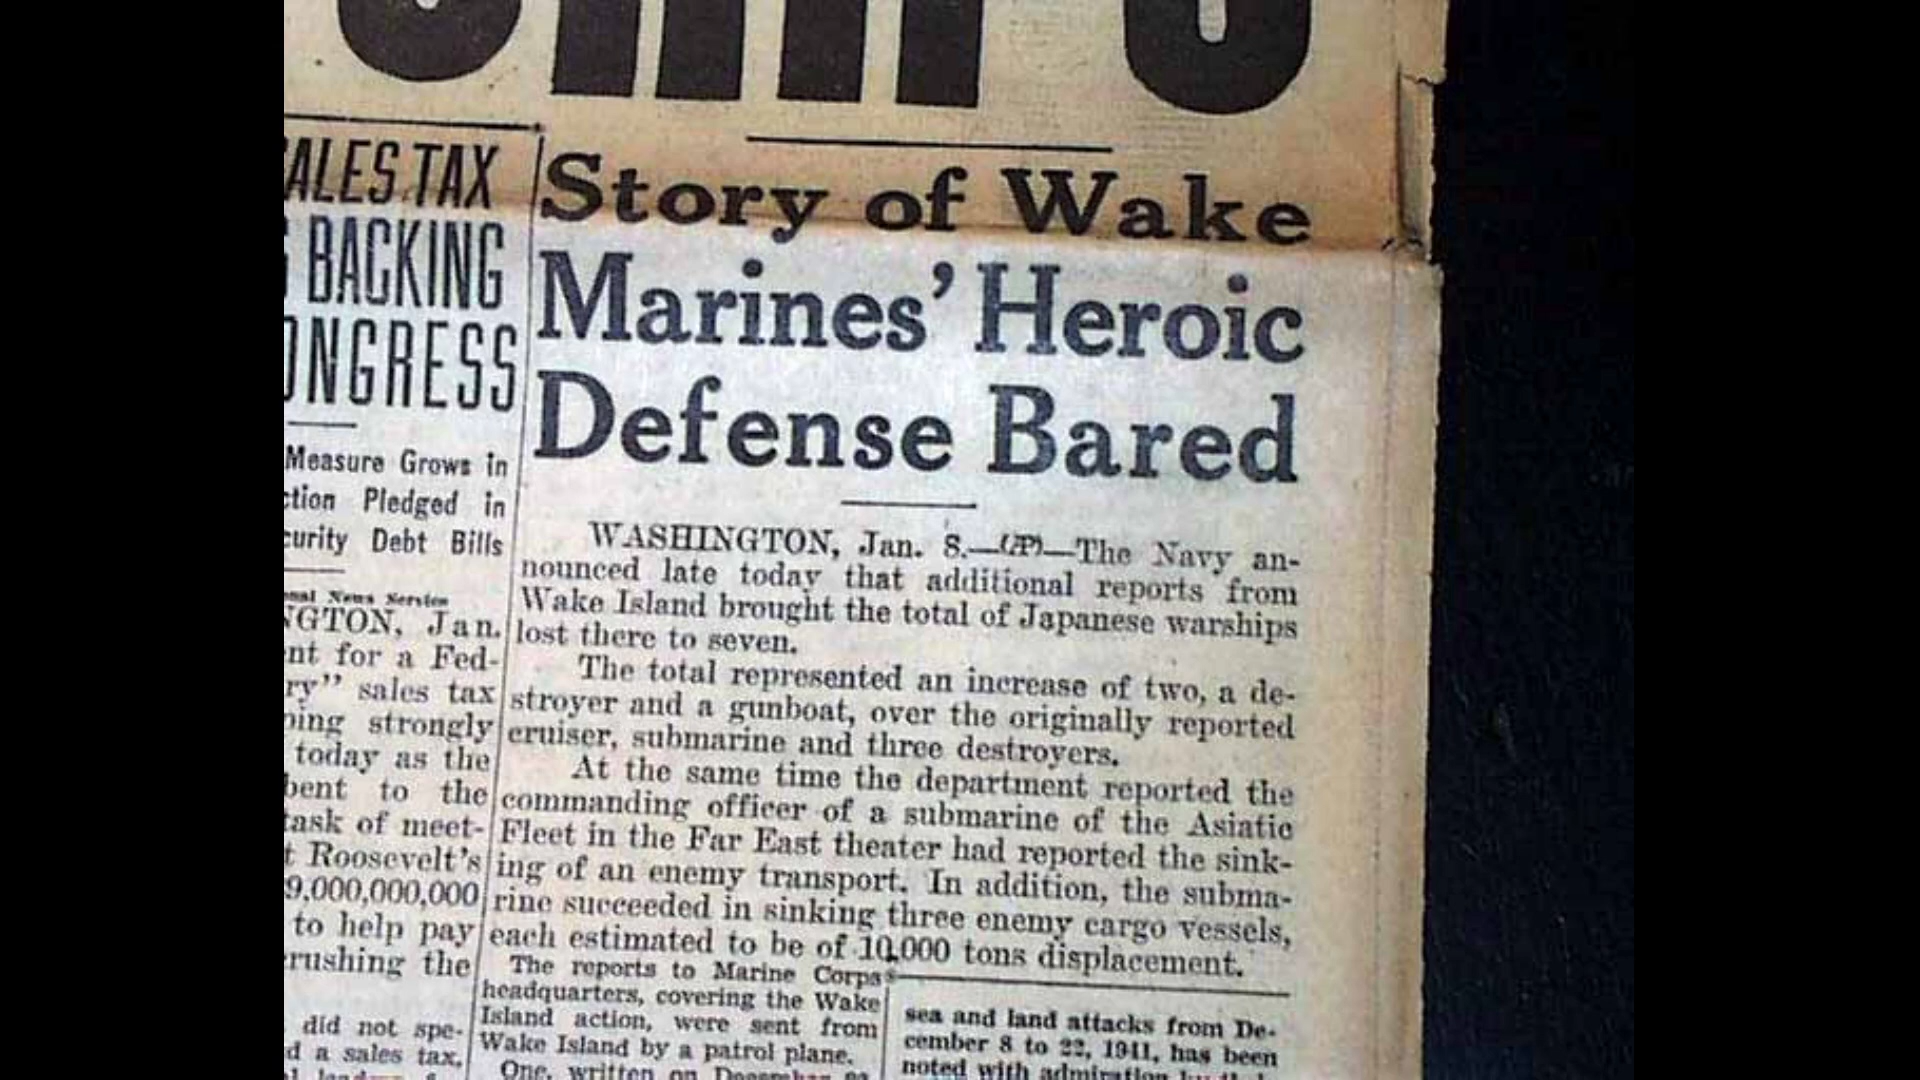 ALES TAX
BACKING
ONGRESS
Measure Grows in
ction Pledged in
curity Debt Bills
News Service
NGTON, Jan.
nt for a Fed-
ry" sales tax
ping strongly
today as the
bent to the
task of meet-
t Roosevelt's
9,000,000,000
to help pay
rushing the
did not spe-
d a sales tax,
Story of Wake
Marines' Heroic
Defense Bared
WASHINGTON, Jan. 8.—(AP)—The Navy an-
nounced late today that additional reports from
Wake Island brought the total of Japanese warships
lost there to seven.
The total represented an increase of two, a de-
stroyer and a gunboat, over the originally reported
cruiser, submarine and three destroyers.
At the same time the department reported the
commanding officer of a submarine of the Asiatic
Fleet in the Far East theater had reported the sink-
ing of an enemy transport. In addition, the subma-
rine succeeded in sinking three enemy cargo vessels,
each estimated to be of 10,000 tons displacement.
The reports to Marine Corps
headquarters, covering the Wake
Island action, were sent from
Wake Island by a patrol plane.
One, written on December
sea and land attacks from De-
cember 8 to 22, 1941, has been
noted with admiration